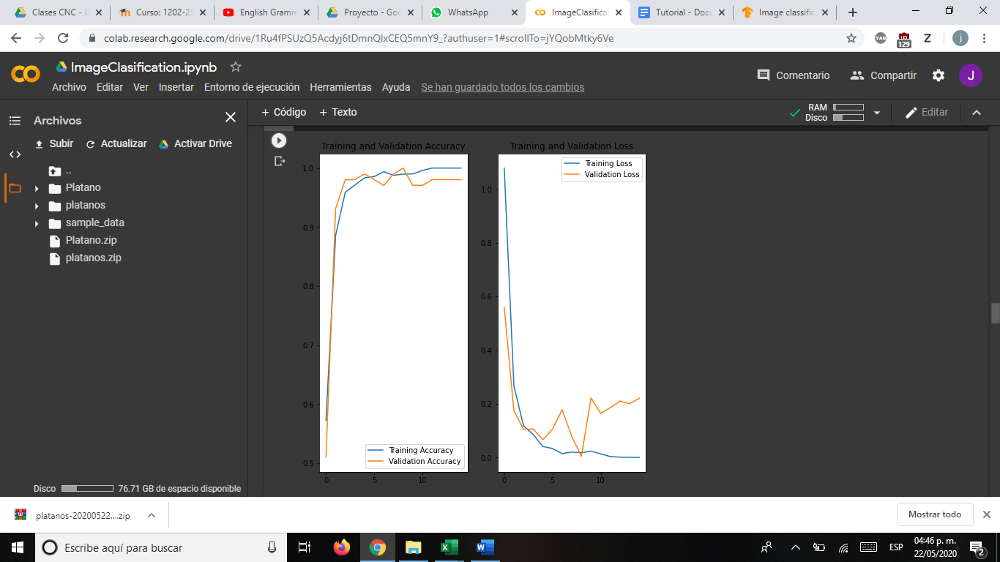 Clases CNC - G
Curso: 1202-25
English Gramm
Proyecto - Goo
WhatsApp
ImageClasifica
Tutorial - Docu
Image classific
colab.research.google.com/drive/1Ru4fPSUzQ5Acdyj6tDmnQlxCEQ5mnY9_?authuser=1#scrollTo=jYQobMtky6Ve
YAB
129
Z
j
ImageClasification.ipynb
Archivo Editar Ver Insertar Entorno de ejecución Herramientas Ayuda Se han guardado todos los cambios
Comentario
Compartir
J
Archivos
+ Código + Texto
RAM
Disco
Editar
Subir Actualizar Activar Drive
..
Platano
platanos
sample_data
Platano.zip
platanos.zip
Disco 76.71 GB de espacio disponible
Training and Validation Accuracy
1.0
0.9
0.8
0.7
0.6
0.5
0 5 10
Training Accuracy
Validation Accuracy
Training and Validation Loss
Training Loss
Validation Loss
1.0
0.8
0.6
0.4
0.2
0.0
0 5 10
platanos-20200522....zip
Mostrar todo
Escribe aquí para buscar
ESP
04:46 p. m.
22/05/2020
2